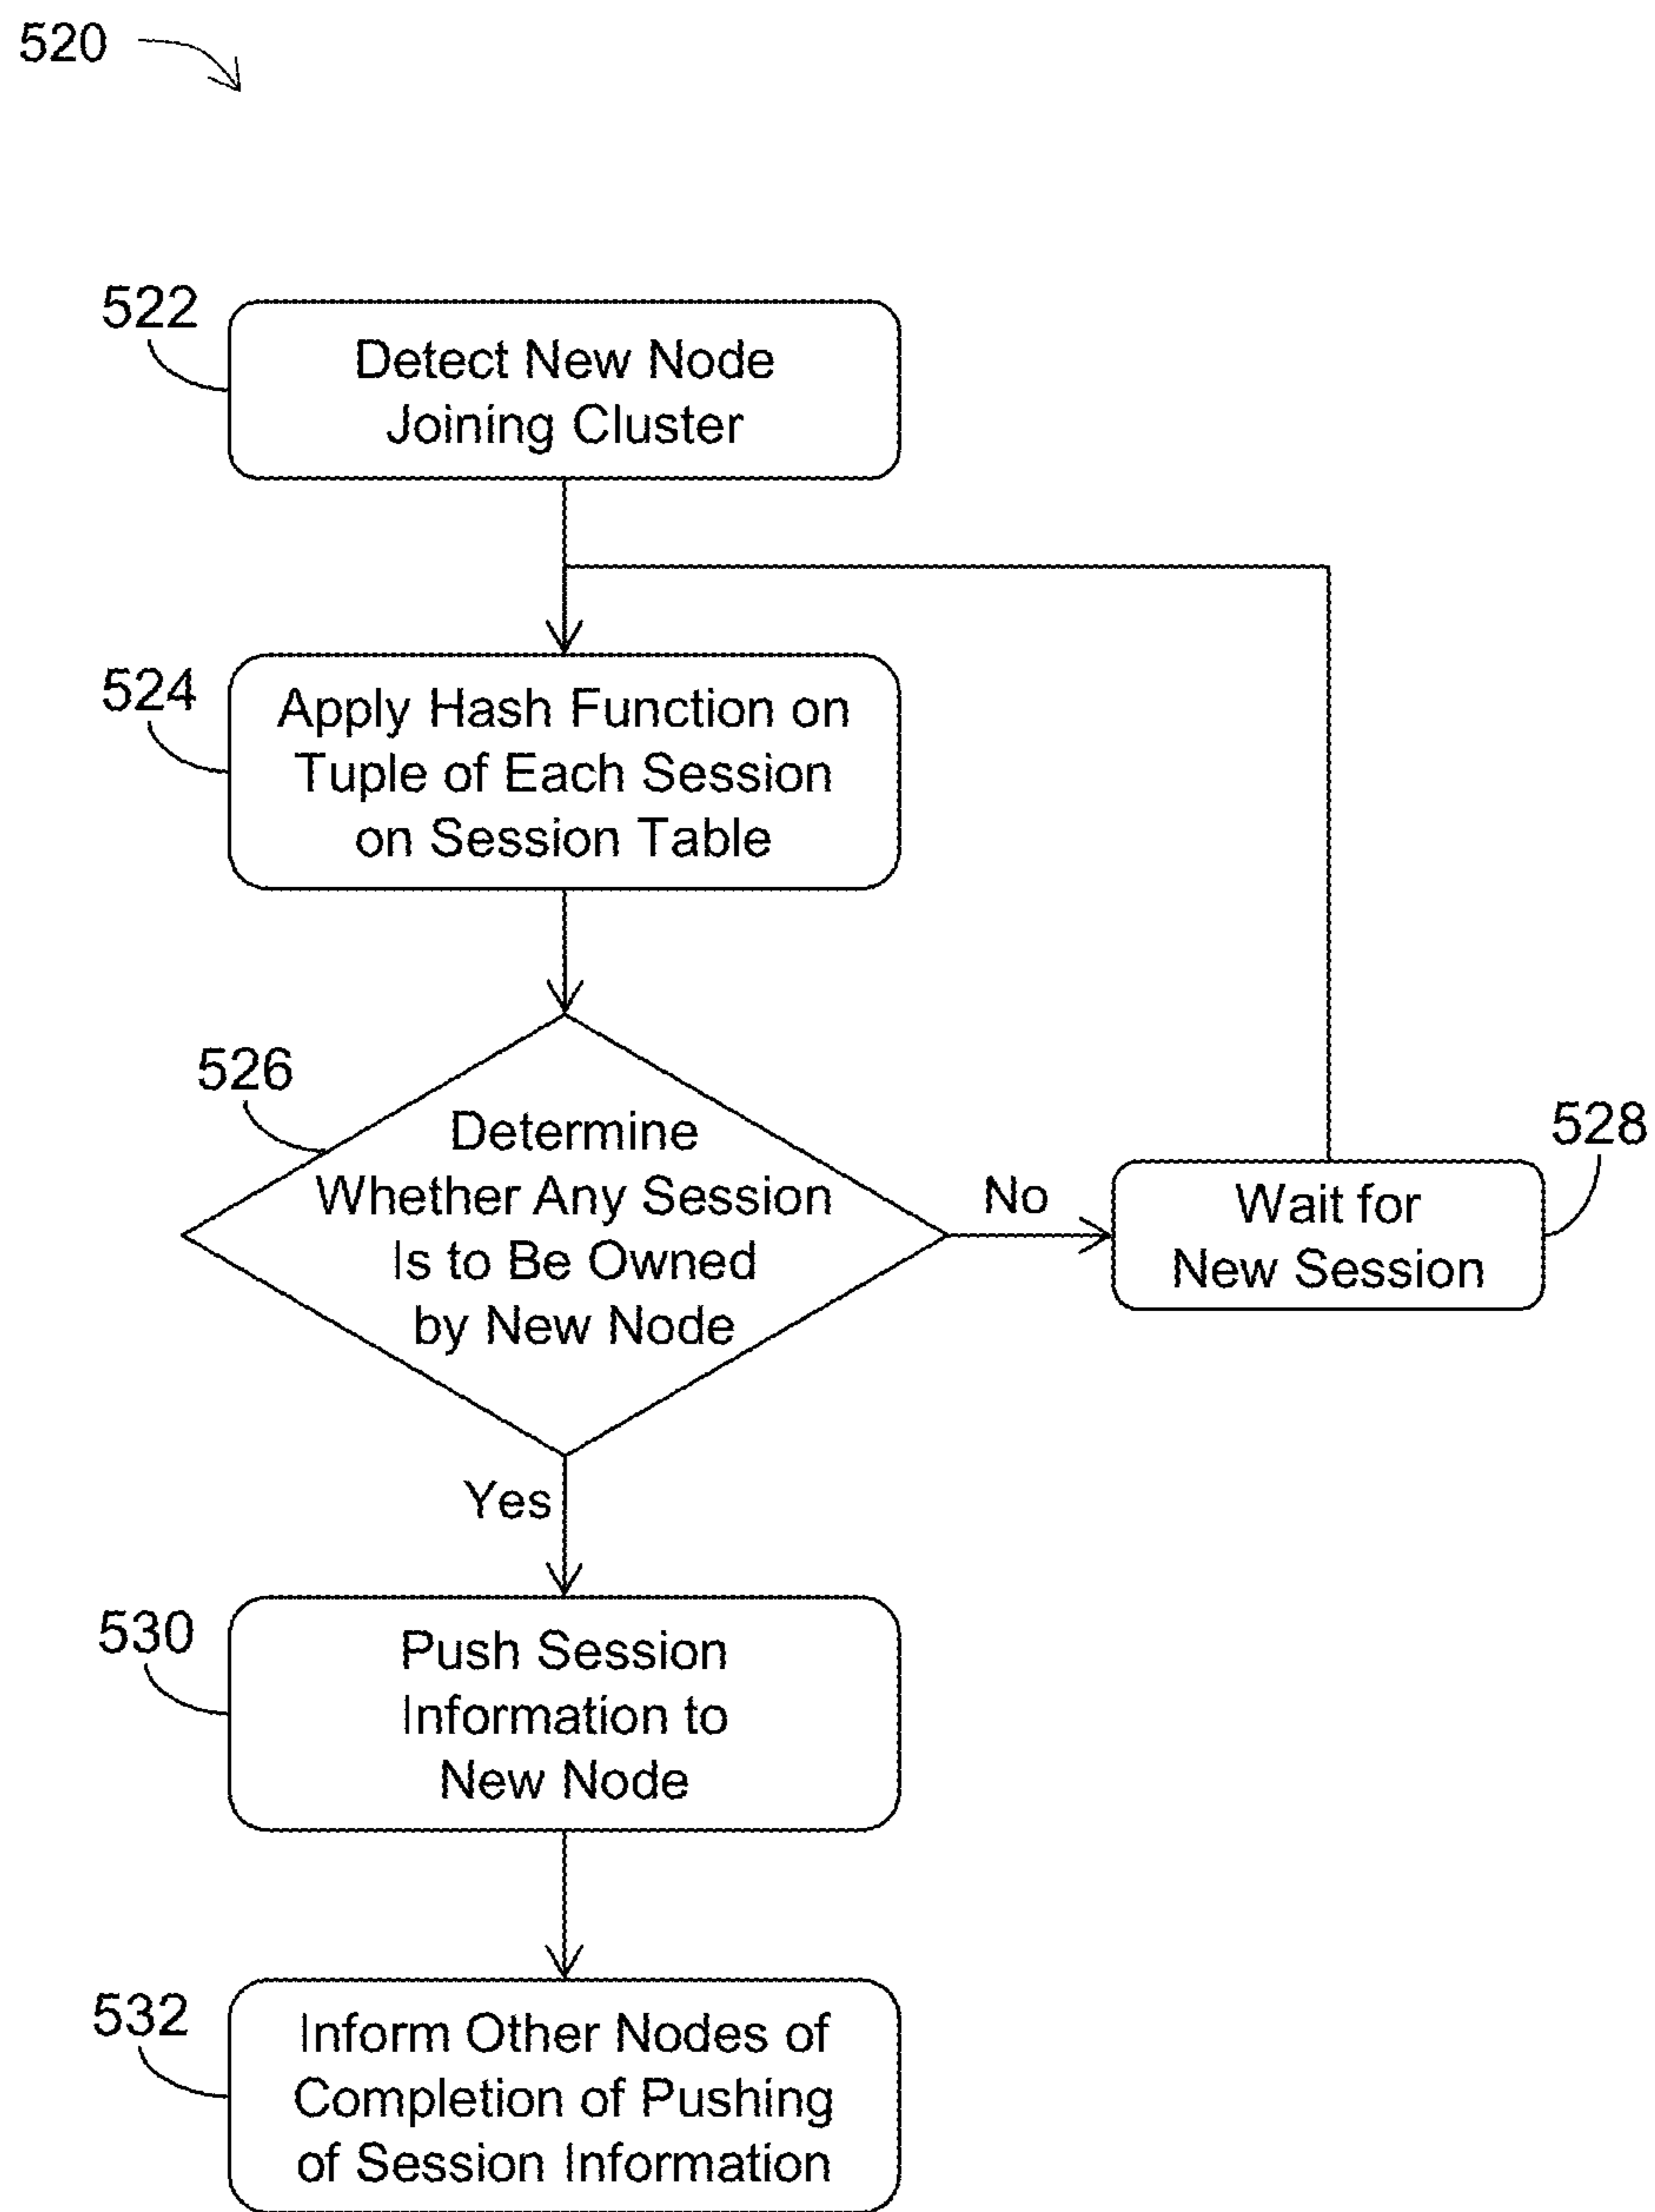 520
522
Detect New Node
Joining Cluster
524
Apply Hash Function on
Tuple of Each Session
on Session Table
526
Determine
Whether Any Session
Is to Be Owned
by New Node
No
528
Wait for
New Session
Yes
530
Push Session
Information to
New Node
532
Inform Other Nodes of
Completion of Pushing
of Session Information